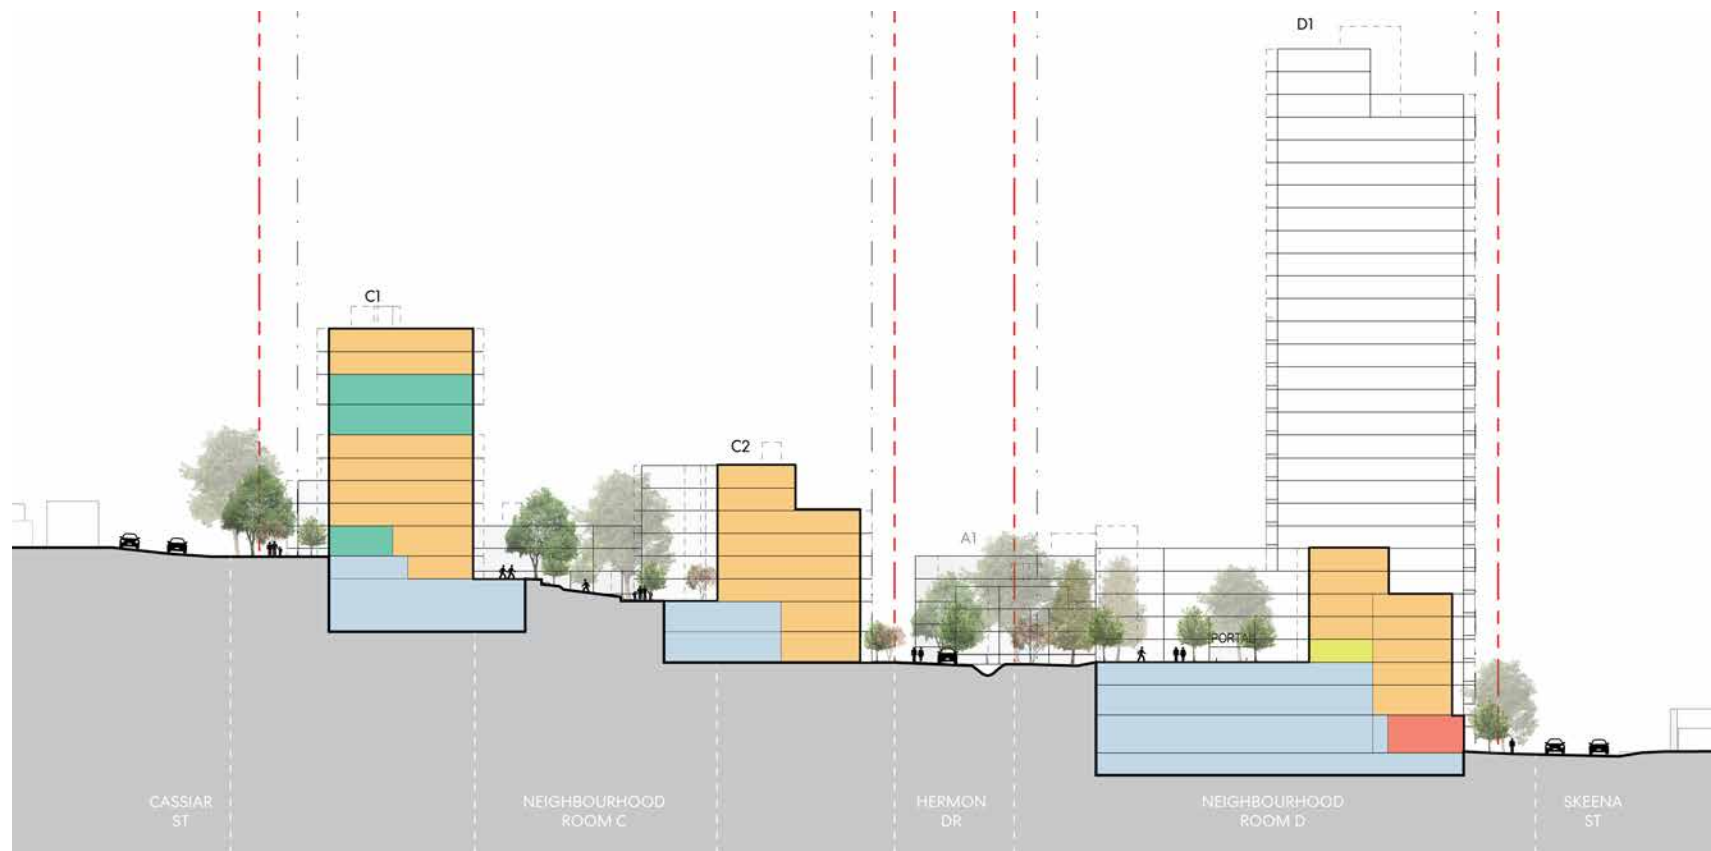 D1
C1
C2
A1
PORTAL
CASSIAR
ST
NEIGHBOURHOOD
ROOM C
HERMON
DR
NEIGHBOURHOOD
ROOM D
SKEENA
ST